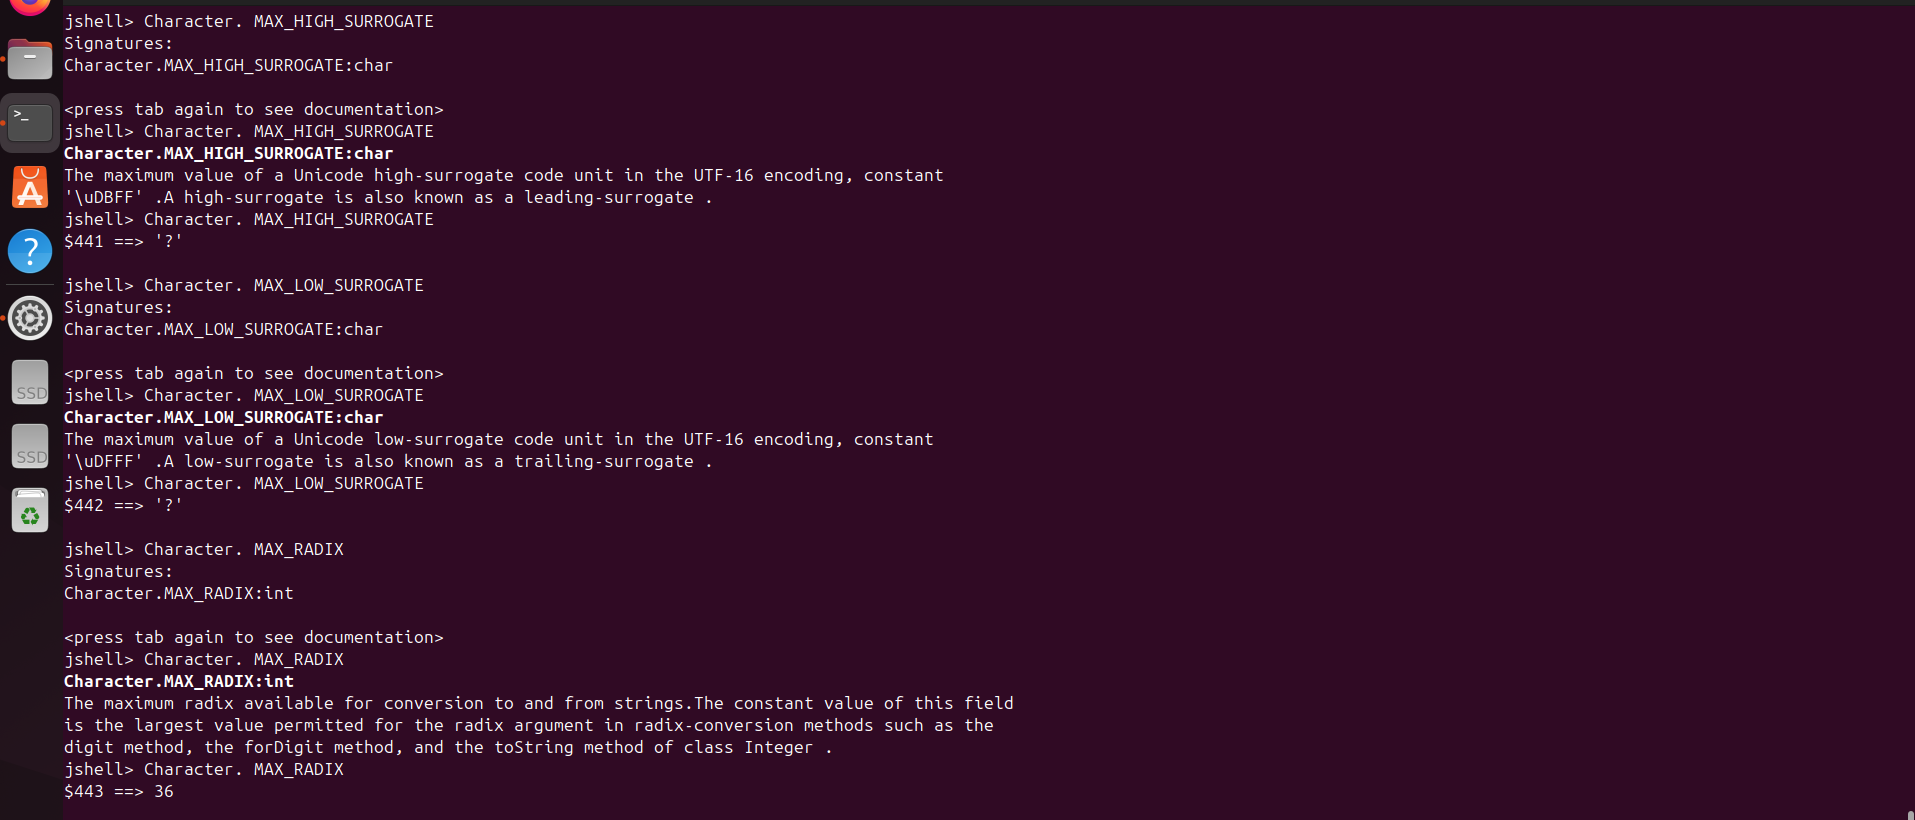 jshell> Character. MAX_HIGH_SURROGATE
Signatures:
Character.MAX_HIGH_SURROGATE:char
<press tab again to see documentation>
jshell> Character. MAX_HIGH_SURROGATE
Character.MAX_HIGH_SURROGATE:char
The maximum value of a Unicode high-surrogate code unit in the UTF-16 encoding, constant
'\uDBFF' .A high-surrogate is also known as a leading-surrogate .
jshell> Character. MAX_HIGH_SURROGATE
$441 ==> '?'
jshell> Character. MAX_LOW_SURROGATE
Signatures:
Character.MAX_LOW_SURROGATE:char
<press tab again to see documentation>
jshell> Character. MAX_LOW_SURROGATE
Character.MAX_LOW_SURROGATE:char
The maximum value of a Unicode low-surrogate code unit in the UTF-16 encoding, constant
'\uDFFF' .A low-surrogate is also known as a trailing-surrogate .
jshell> Character. MAX_LOW_SURROGATE
$442 ==> '?'
jshell> Character. MAX_RADIX
Signatures:
Character.MAX_RADIX:int
<press tab again to see documentation>
jshell> Character. MAX_RADIX
Character.MAX_RADIX:int
The maximum radix available for conversion to and from strings.The constant value of this field
is the largest value permitted for the radix argument in radix-conversion methods such as the
digit method, the forDigit method, and the toString method of class Integer .
jshell> Character. MAX_RADIX
$443 ==> 36
>_
A
?
SSD
SSD